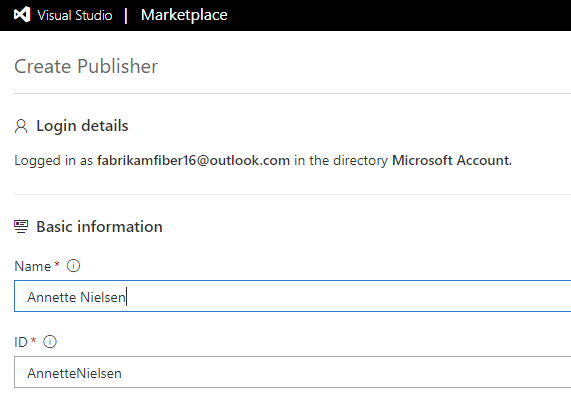 Visual Studio | Marketplace
Create Publisher
Login details
Logged in as fabrikamfiber16@outlook.com in the directory Microsoft Account.
Basic information
Name *
Annette Nielsen
ID *
AnnetteNielsen